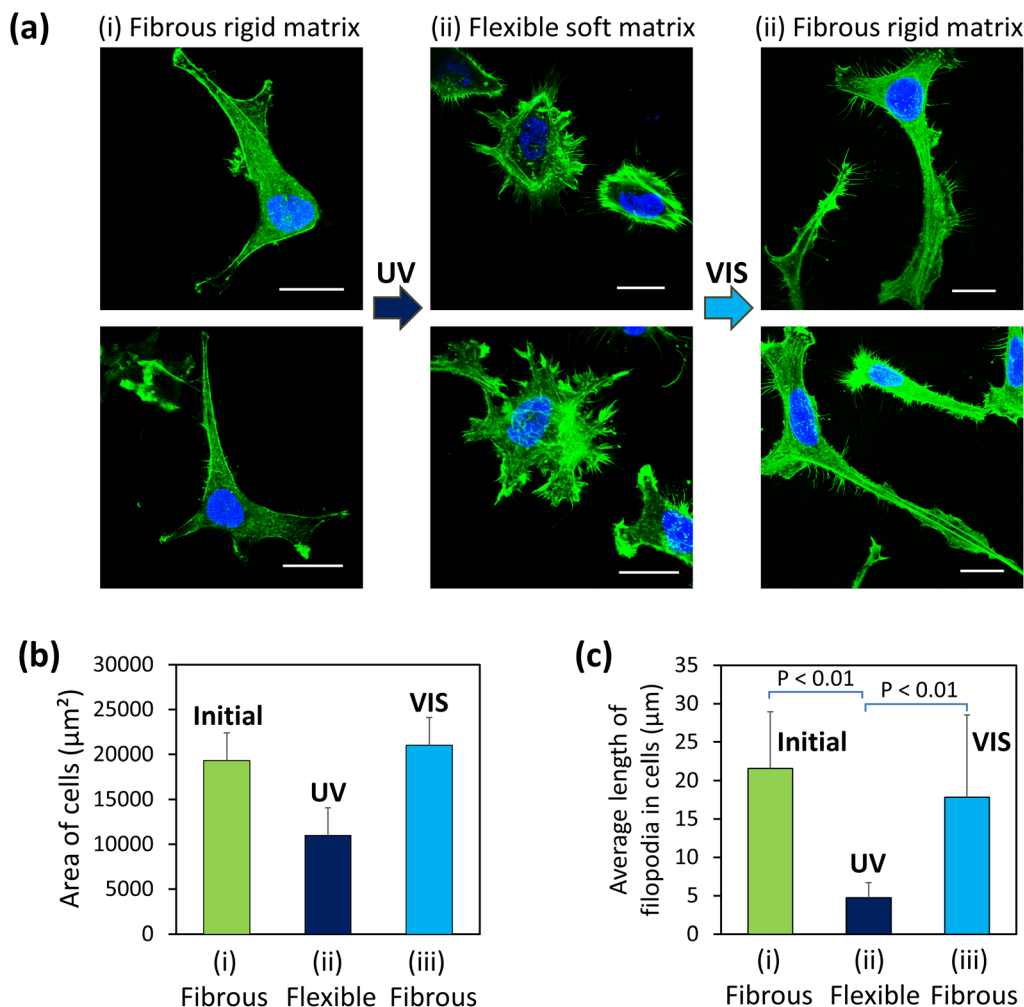 (a)
(i) Fibrous rigid matrix
(ii) Flexible soft matrix
(ii) Fibrous rigid matrix
UV
VIS
(b)
Area of cells (μm²)
30000
25000
20000
15000
10000
5000
0
Initial
UV
VIS
(i)
(ii)
(iii)
Fibrous
Flexible
Fibrous
(c)
Average length of
filopodia in cells (μm)
35
30
25
20
15
10
5
0
P < 0.01
P < 0.01
Initial
UV
VIS
(i)
(ii)
(iii)
Fibrous
Flexible
Fibrous